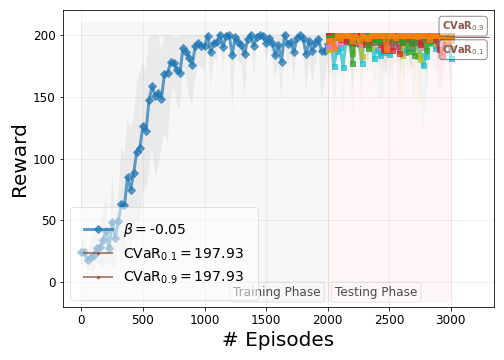 200
150
100
50
0
Reward
CVaR0.9
CVaR0.1
β = -0.05
CVaR0.1 = 197.93
CVaR0.9 = 197.93
Training Phase
Testing Phase
0 500 1000 1500 2000 2500 3000
# Episodes